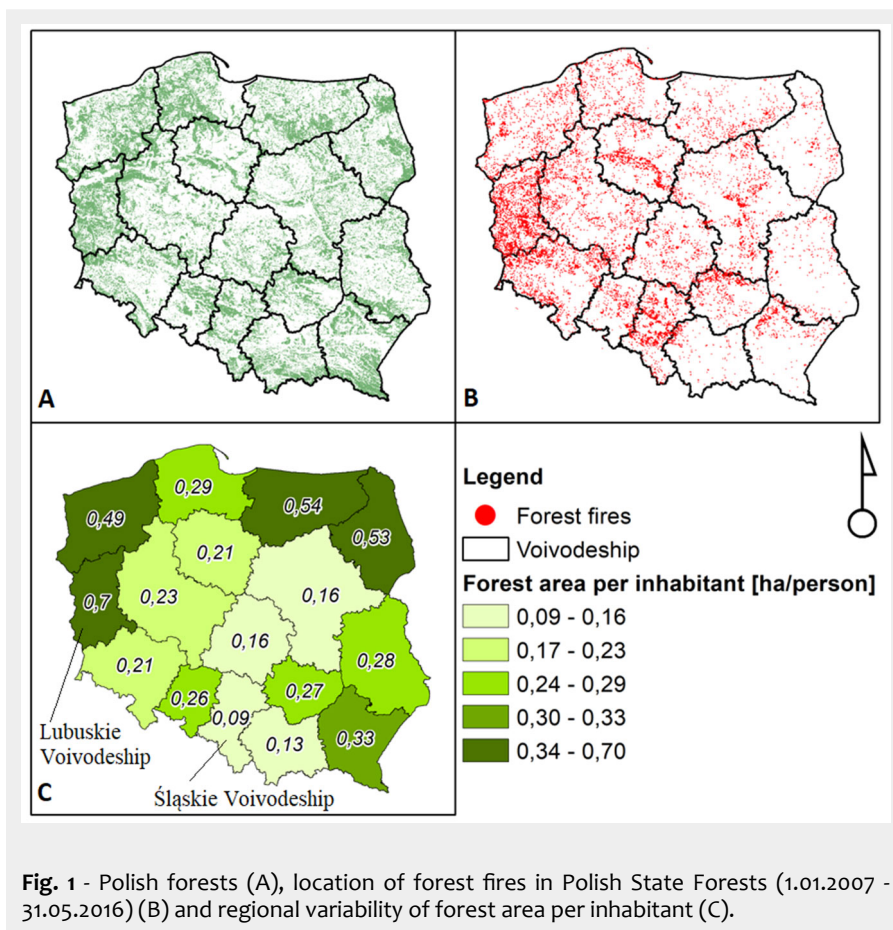 A
B
0,29
0,49
0,54
0,53
0,21
0,7
0,23
0,16
0,16
0,21
0,28
0,26
0,27
0,09
0,13
0,33
Lubuskie
Voivodeship
Śląskie Voivodeship
C
Legend
Forest fires
Voivodeship
Forest area per inhabitant [ha/person]
0,09 - 0,16
0,17 - 0,23
0,24 - 0,29
0,30 - 0,33
0,34 - 0,70
Fig. 1 - Polish forests (A), location of forest fires in Polish State Forests (1.01.2007 -
31.05.2016) (B) and regional variability of forest area per inhabitant (C).